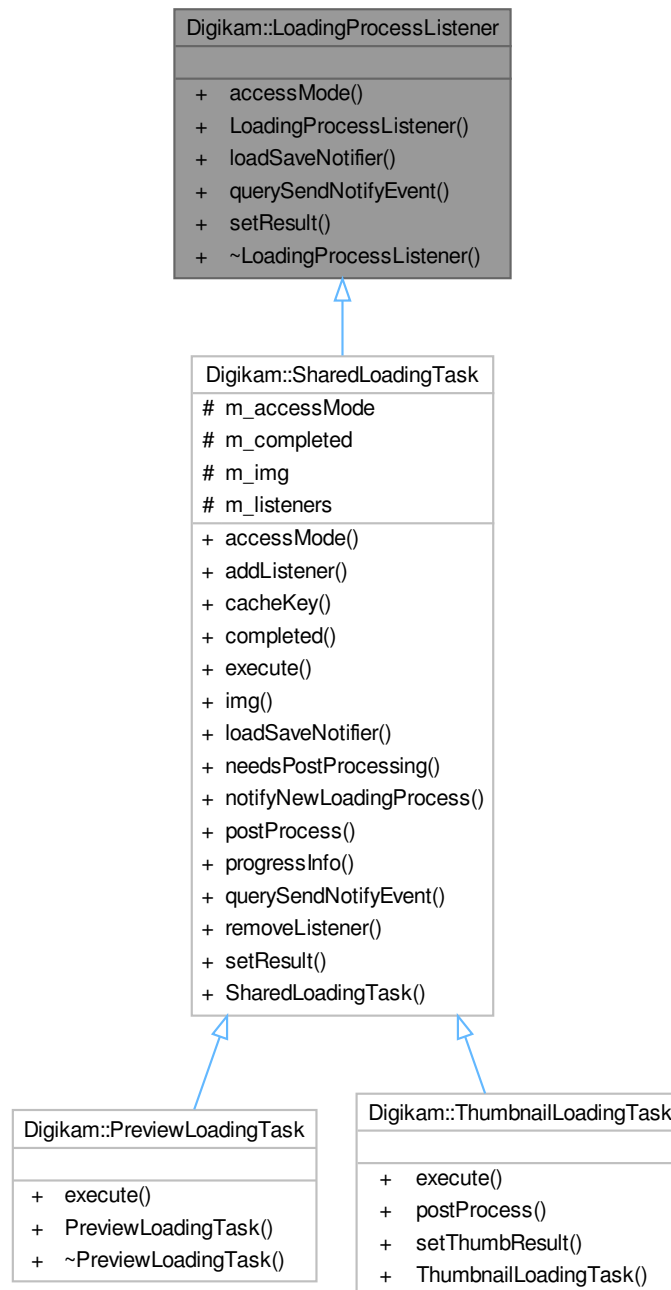 Digikam::LoadingProcessListener
+ accessMode()
+ LoadingProcessListener()
+ loadSaveNotifier()
+ querySendNotifyEvent()
+ setResult()
+ ~LoadingProcessListener()
Digikam::SharedLoadingTask
# m_accessMode
# m_completed
# m_img
# m_listeners
+ accessMode()
+ addListener()
+ cacheKey()
+ completed()
+ execute()
+ img()
+ loadSaveNotifier()
+ needsPostProcessing()
+ notifyNewLoadingProcess()
+ postProcess()
+ progressInfo()
+ querySendNotifyEvent()
+ removeListener()
+ setResult()
+ SharedLoadingTask()
Digikam::PreviewLoadingTask
+ execute()
+ PreviewLoadingTask()
+ ~PreviewLoadingTask()
Digikam::ThumbnailLoadingTask
+ execute()
+ postProcess()
+ setThumbResult()
+ ThumbnailLoadingTask()